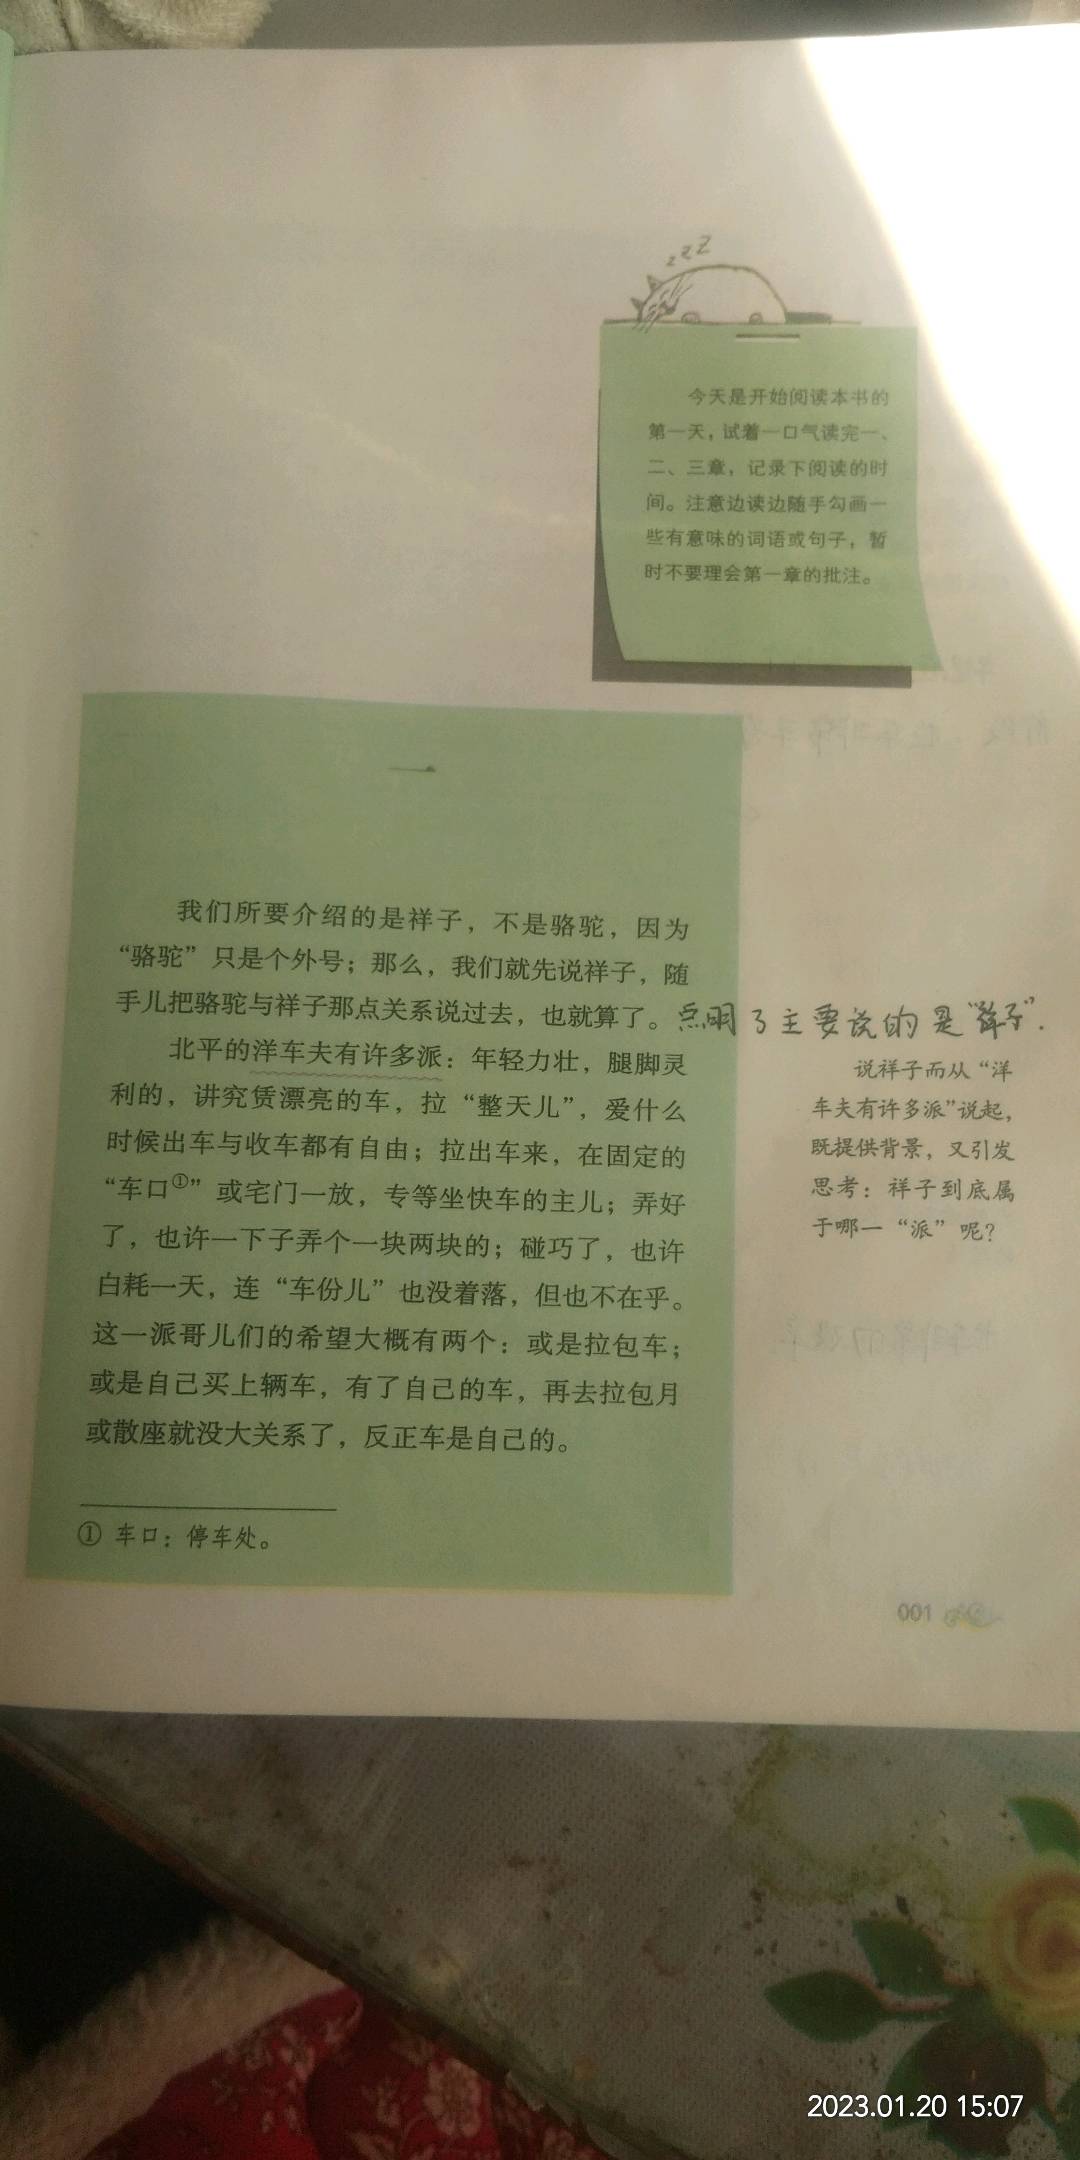 zzZ
今天是开始阅读本书的
第一天，试着一口气读完一、
二、三章，记录下阅读的时
间。注意边读边随手勾画一
些有意味的词语或句子，暂
时不要理会第一章的批注。
一
我们所要介绍的是祥子，不是骆驼，因为
“骆驼”只是个外号；那么，我们就先说祥子，随
手儿把骆驼与祥子那点关系说过去，也就算了。
点明了主要说的是“祥子”.
北平的洋车夫有许多派：年轻力壮，腿脚灵
利的，讲究赁漂亮的车，拉“整天儿”，爱什么
时候出车与收车都有自由；拉出车来，在固定的
“车口①”或宅门一放，专等坐快车的主儿；弄好
了，也许一下子弄个一块两块的；碰巧了，也许
白耗一天，连“车份儿”也没着落，但也不在乎。
这一派哥儿们的希望大概有两个：或是拉包车；
或是自己买上辆车，有了自己的车，再去拉包月
或散座就没大关系了，反正车是自己的。
说祥子而从“洋
车夫有许多派”说起，
既提供背景，又引发
思考：祥子到底属
于哪一“派”呢？
① 车口：停车处。
001
2023.01.20 15:07